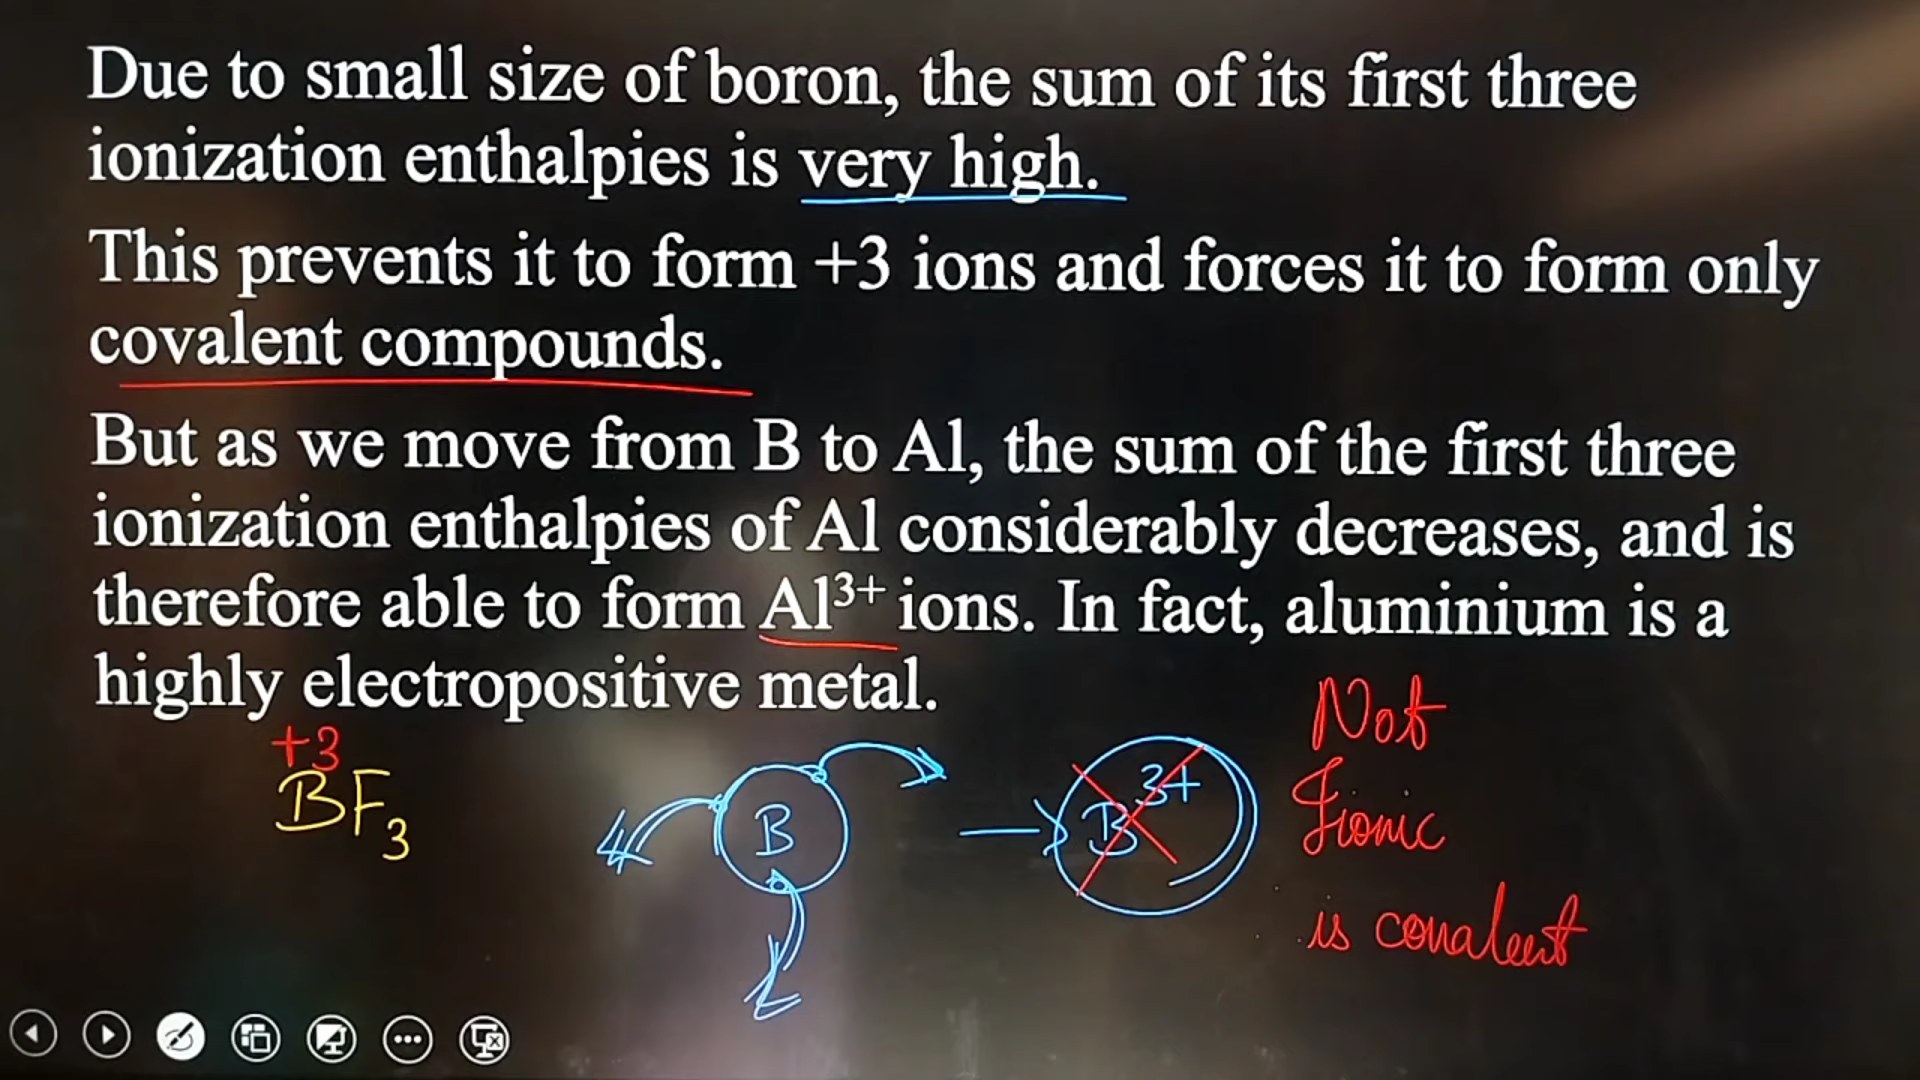 Due to small size of boron, the sum of its first three
ionization enthalpies is very high.
This prevents it to form +3 ions and forces it to form only
covalent compounds.
But as we move from B to Al, the sum of the first three
ionization enthalpies of Al considerably decreases, and is
therefore able to form Al³⁺ ions. In fact, aluminium is a
highly electropositive metal.
+3
BF₃
B
B³⁺
Not
is covalent